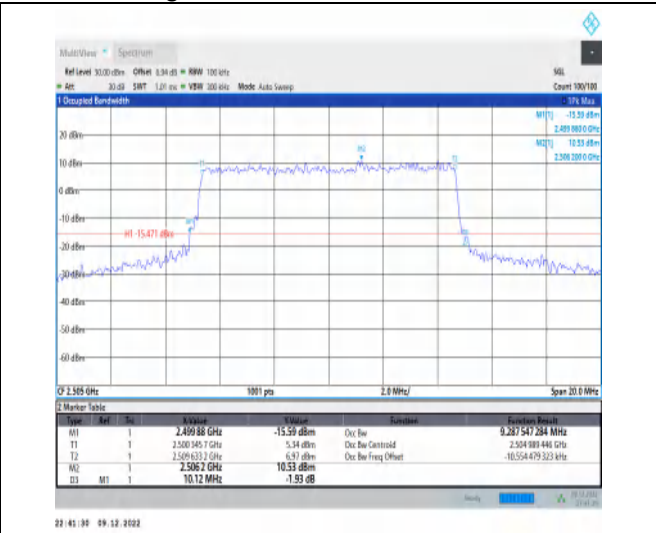 MultiView Spectrum
Ref Level 30.00 dBm Offset 8.94 dB RBW 100 kHz SGL
Att 30 dB SWT 1.01 ms VBW 300 kHz Mode Auto Sweep Count 100/100
1 Occupied Bandwidth 1Pk Max
M1[1] -15.59 dBm
2.499 880 0 GHz
20 dBm
M2[1] 10.53 dBm
2.506 200 0 GHz
M2
10 dBm
T1
0 dBm
-10 dBm
M1
H1 -15.471 dBm
-20 dBm
-30 dBm
-40 dBm
-50 dBm
-60 dBm
CF 2.505 GHz 1001 pts 2.0 MHz/ Span 20.0 MHz
2 Marker Table
Type Ref Trc X-Value Y-Value Function Function Result
M1 1 2.499 88 GHz -15.59 dBm Occ Bw 9.287 547 284 MHz
T1 1 2.500 345 7 GHz 5.34 dBm Occ Bw Centroid 2.504 989 446 GHz
T2 1 2.509 633 2 GHz 6.97 dBm Occ Bw Freq Offset -10.554 479 323 kHz
M2 1 2.506 2 GHz 10.53 dBm
D3 M1 1 10.12 MHz -1.93 dB
Ready
22:41:30 09.12.2022